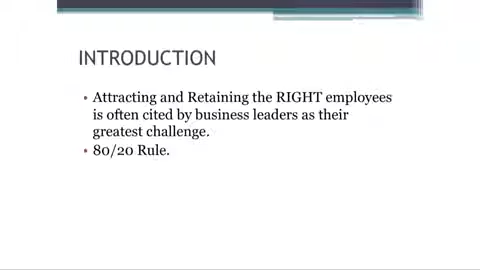 INTRODUCTION
• Attracting and Retaining the RIGHT employees
is often cited by business leaders as their
greatest challenge.
• 80/20 Rule.